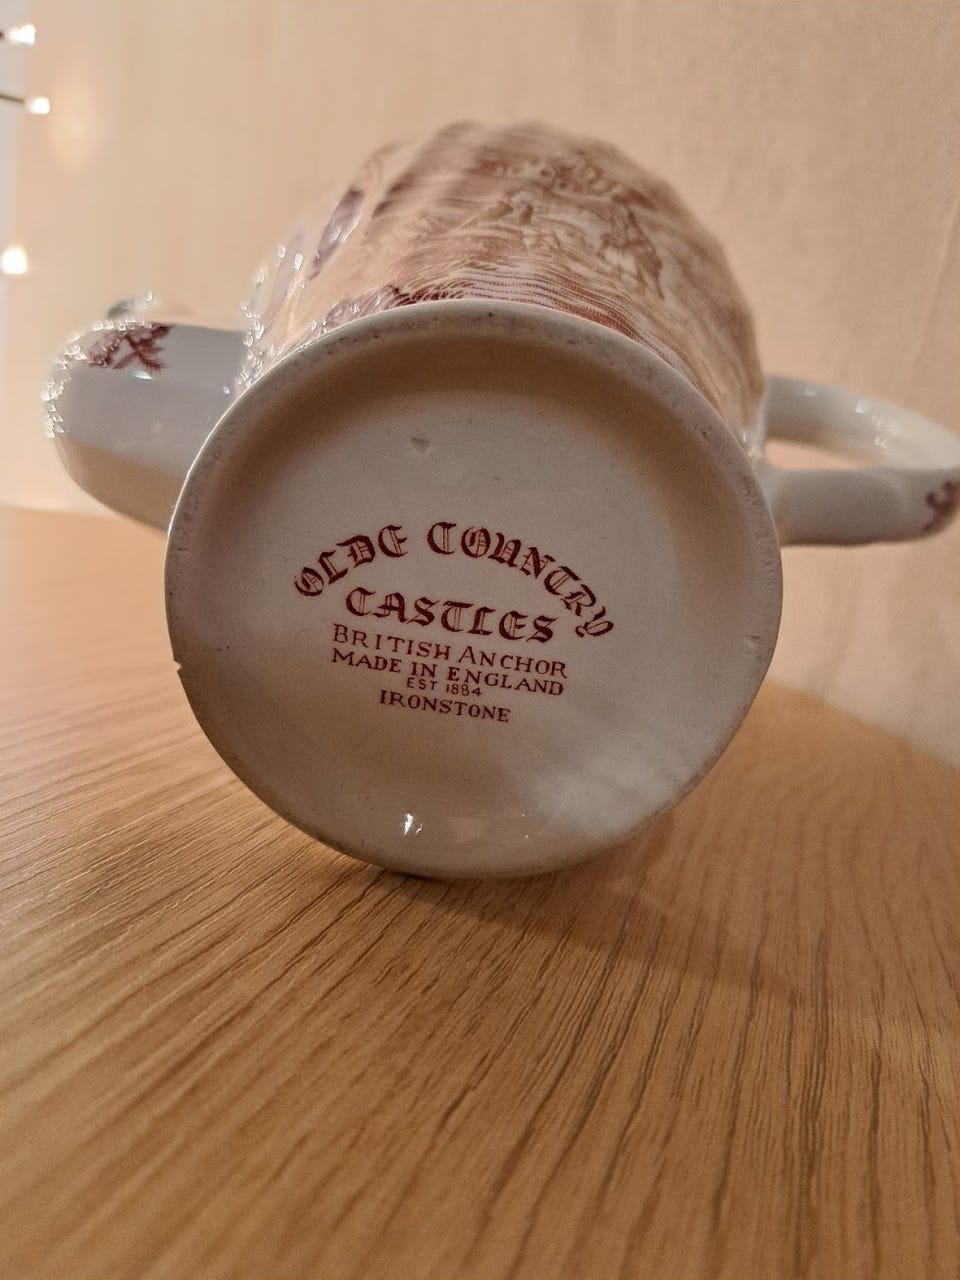 OLDE COUNTRY
CASTLES
BRITISH ANCHOR
MADE IN ENGLAND
EST 1884
IRONSTONE